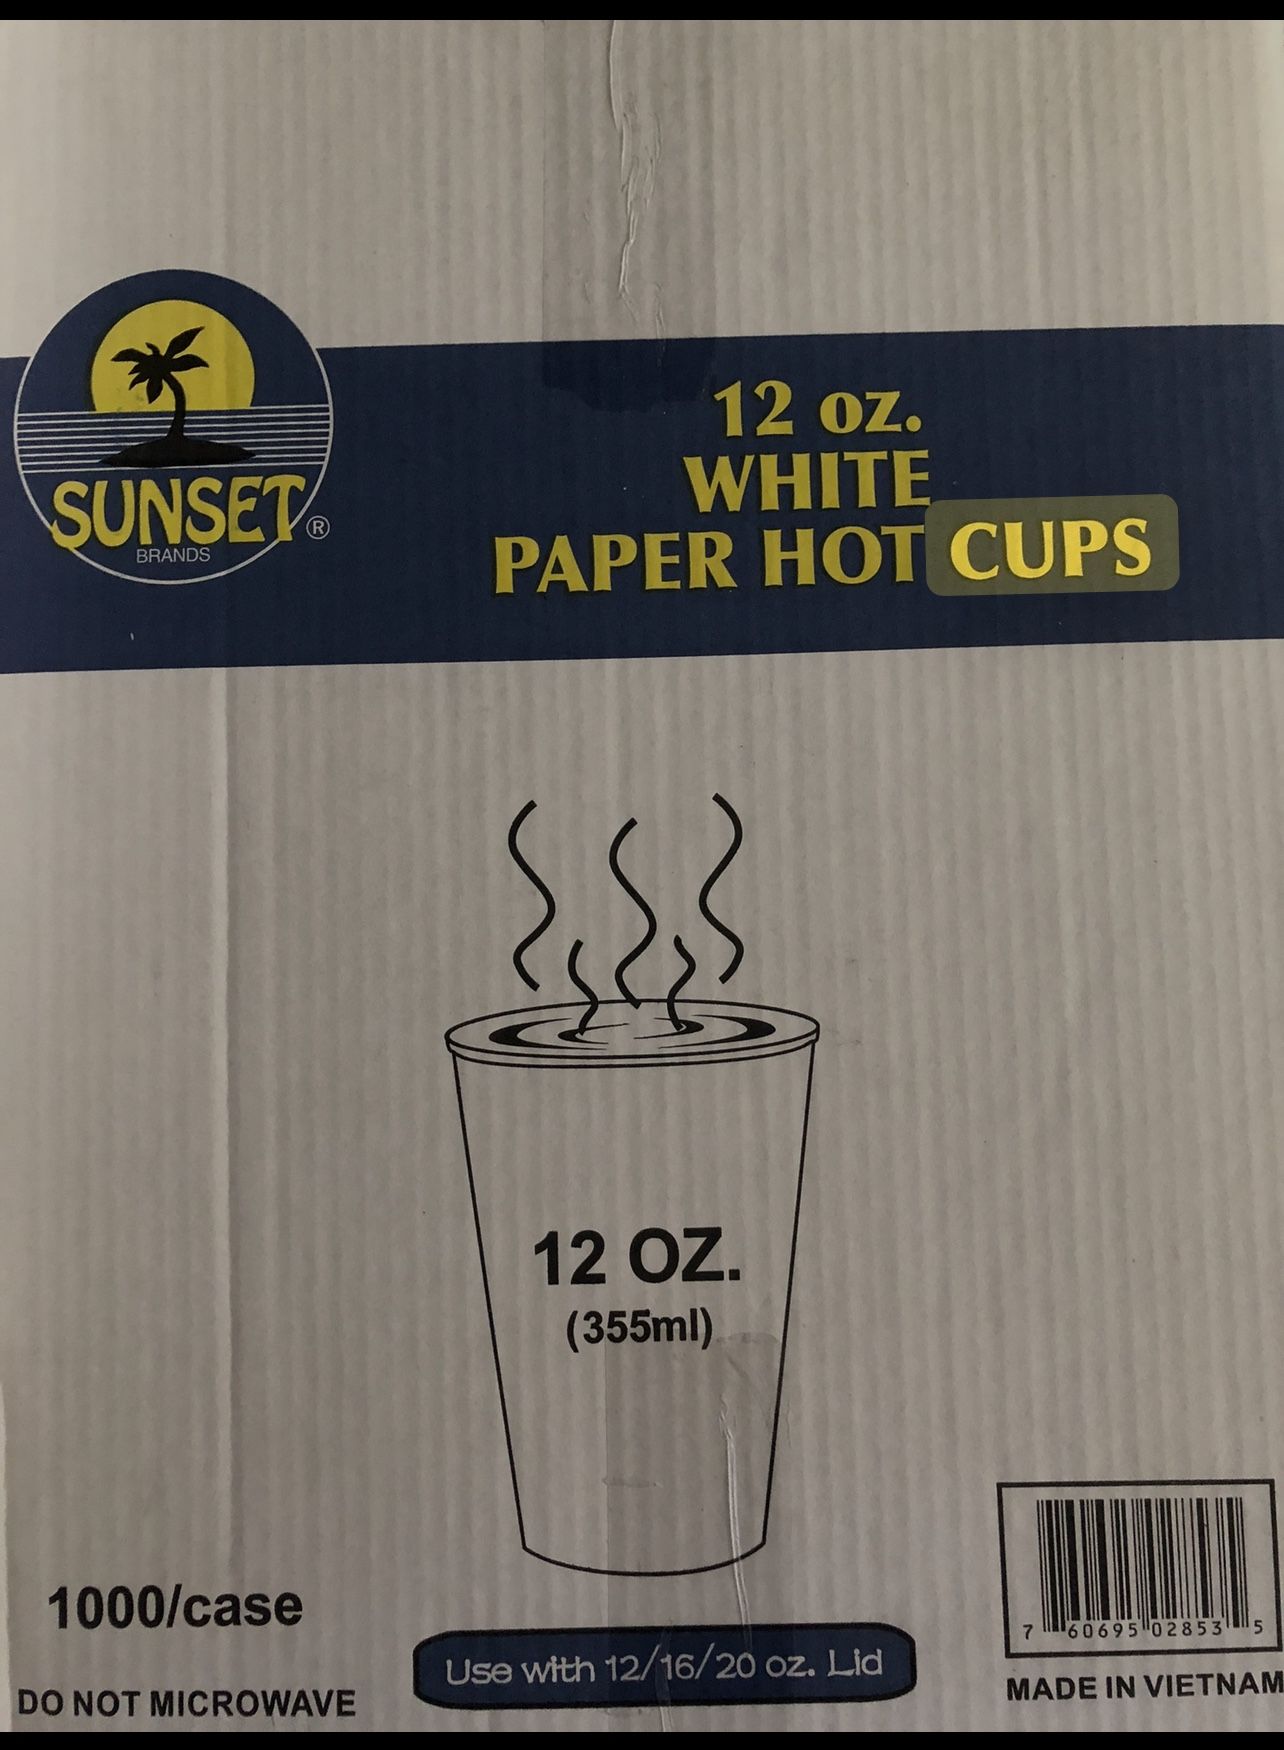 SUNSET®
BRANDS
12 oz.
WHITE
PAPER HOT CUPS
12 OZ.
(355ml)
1000/case
DO NOT MICROWAVE
Use with 12/16/20 oz. Lid
7 60695 02853 5
MADE IN VIETNAM